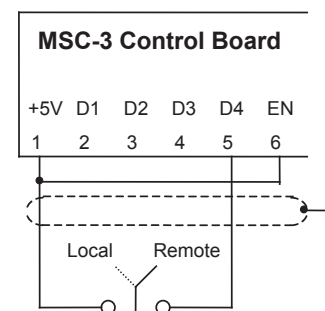 MSC-3 Control Board
+5V D1 D2 D3 D4 EN
1 2 3 4 5 6
Local Remote